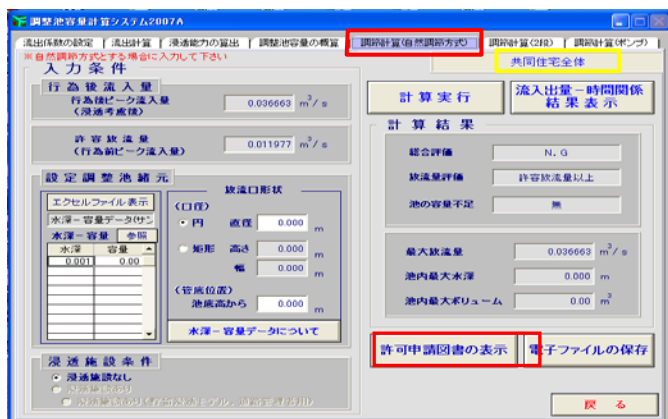 調整池容量計算システム2007A
流出係数の設定 流出計算 浸透能力の算出 調整池容量の概算 調節計算(自然調節方式) 調節計算(2段) 調節計算(ポンプ)
※自然調節方式とする場合に入力して下さい
共同住宅全体
入力条件
行為後流入量
行為後ピーク流入量
(浸透考慮後)
0.036663 m³/s
許容放流量
(行為前ピーク流入量)
0.011977 m³/s
設定調整池緒元
エクセルファイル表示
水深-容量データ(サン
水深-容量 参照
水深 容量
0.001 0.00
放流口形状
(口径)
円 直径 0.000 m
矩形 高さ 0.000 m
幅 0.000 m
(管底位置)
池底高から 0.000 m
水深-容量データについて
浸透施設条件
浸透施設なし
計算実行
流入出量-時間関係
結果表示
計算結果
総合評価 N.G
放流量評価 許容放流量以上
池の容量不足 無
最大放流量 0.036663 m³/s
池内最大水深 0.000 m
池内最大ボリューム 0.00 m³
許可申請図書の表示
電子ファイルの保存
戻る